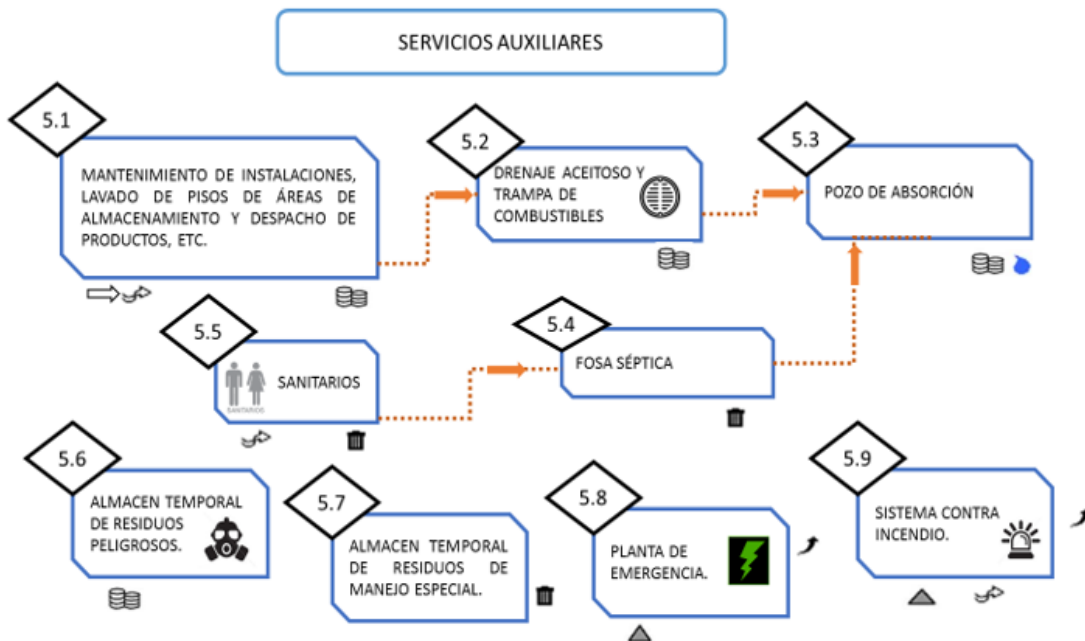 SERVICIOS AUXILIARES
5.1
MANTENIMIENTO DE INSTALACIONES,
LAVADO DE PISOS DE ÁREAS DE
ALMACENAMIENTO Y DESPACHO DE
PRODUCTOS, ETC.
5.2
DRENAJE ACEITOSO Y
TRAMPA DE
COMBUSTIBLES
5.3
POZO DE ABSORCIÓN
5.5
SANITARIOS
SANITARIOS
5.4
FOSA SÉPTICA
5.6
ALMACEN TEMPORAL
DE RESIDUOS
PELIGROSOS.
5.7
ALMACEN TEMPORAL
DE RESIDUOS DE
MANEJO ESPECIAL.
5.8
PLANTA DE
EMERGENCIA.
5.9
SISTEMA CONTRA
INCENDIO.